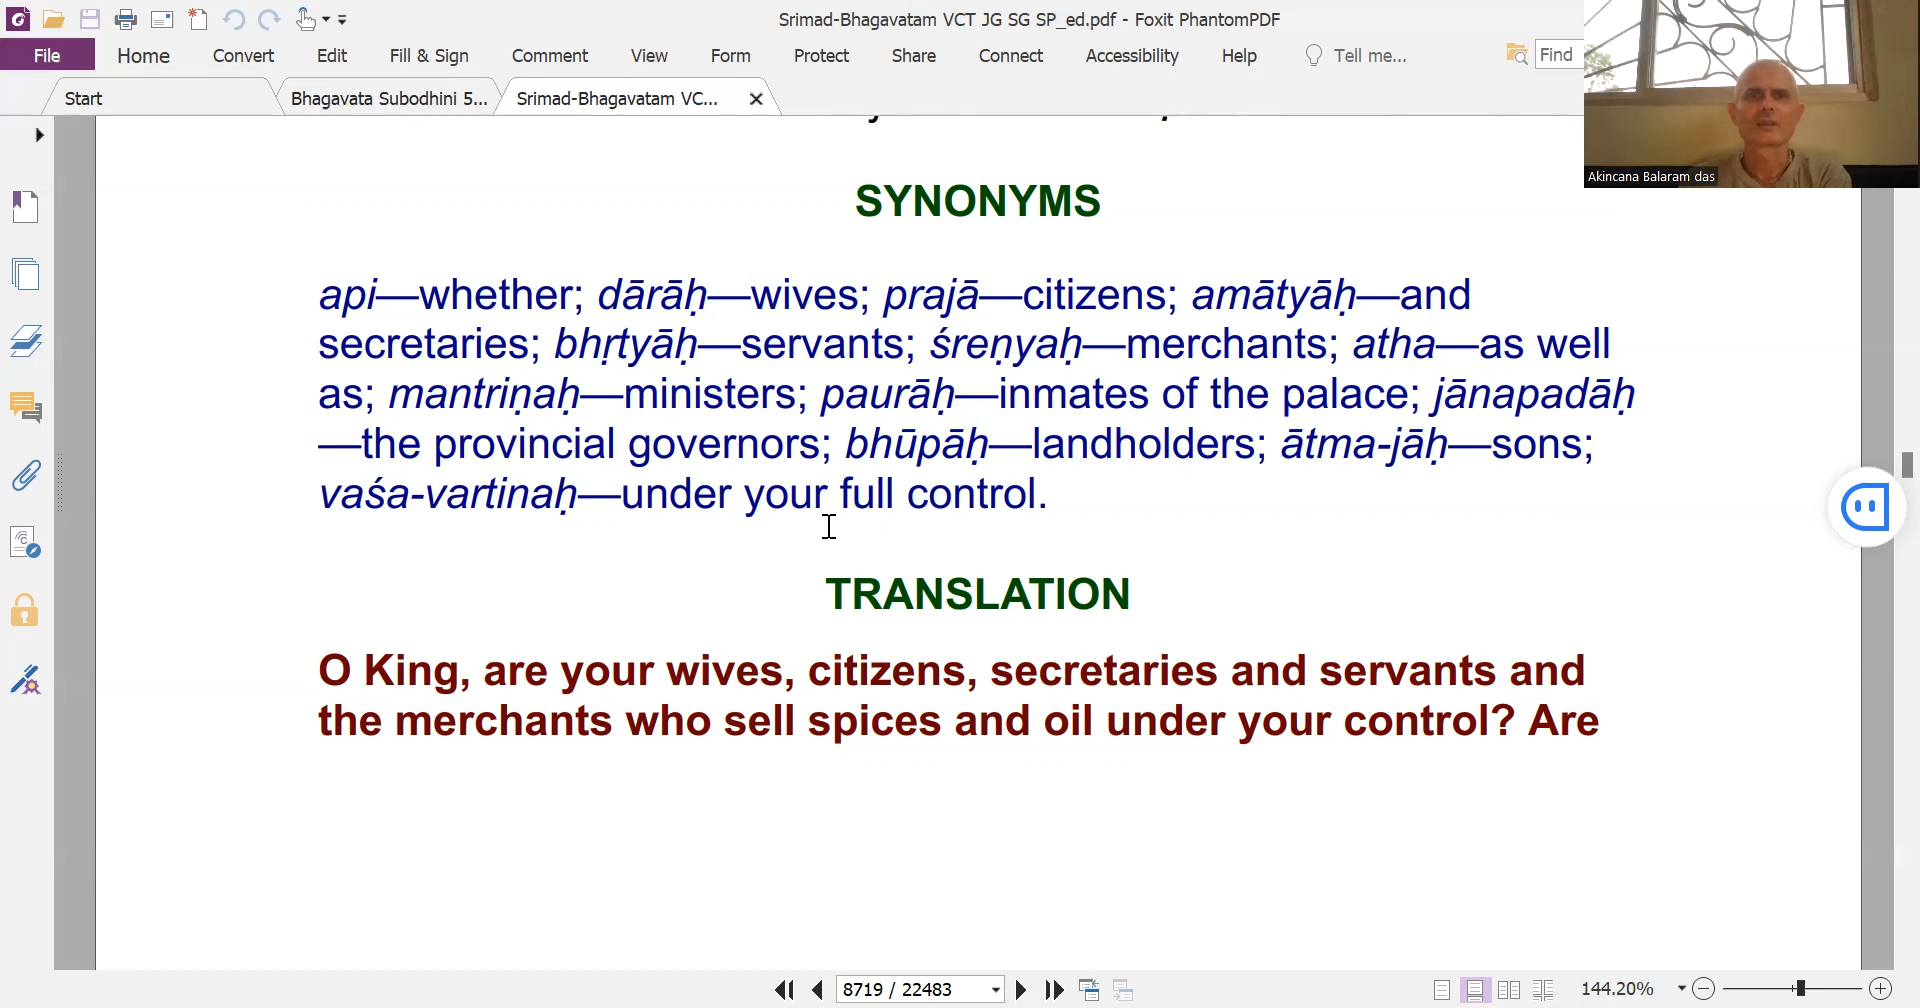 Srimad-Bhagavatam VCT JG SG SP_ed.pdf - Foxit PhantomPDF
File Home Convert Edit Fill & Sign Comment View Form Protect Share Connect Accessibility Help Tell me... Find
Start Bhagavata Subodhini 5... Srimad-Bhagavatam VC...
Akincana Balaram das
SYNONYMS
api—whether; dārāḥ—wives; prajā—citizens; amātyāḥ—and
secretaries; bhṛtyāḥ—servants; śreṇyaḥ—merchants; atha—as well
as; mantriṇaḥ—ministers; paurāḥ—inmates of the palace; jānapadāḥ
—the provincial governors; bhūpāḥ—landholders; ātma-jāḥ—sons;
vaśa-vartinaḥ—under your full control.
TRANSLATION
O King, are your wives, citizens, secretaries and servants and
the merchants who sell spices and oil under your control? Are
8719 / 22483
144.20%